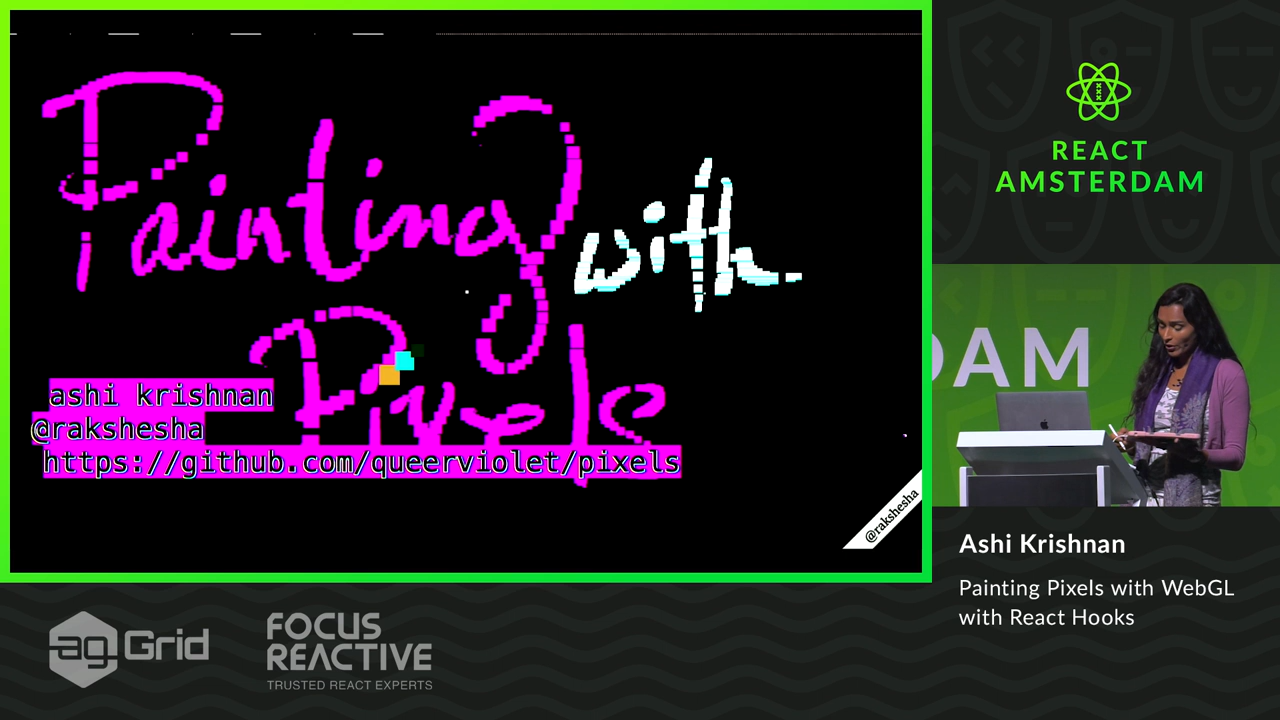 Painting
with
Pixels
ashi krishnan
@rakshesha
https://github.com/queerviolet/pixels
@rakshesha
REACT
AMSTERDAM
DAM
Ashi Krishnan
Painting Pixels with WebGL
with React Hooks
ag Grid
FOCUS
REACTIVE
TRUSTED REACT EXPERTS